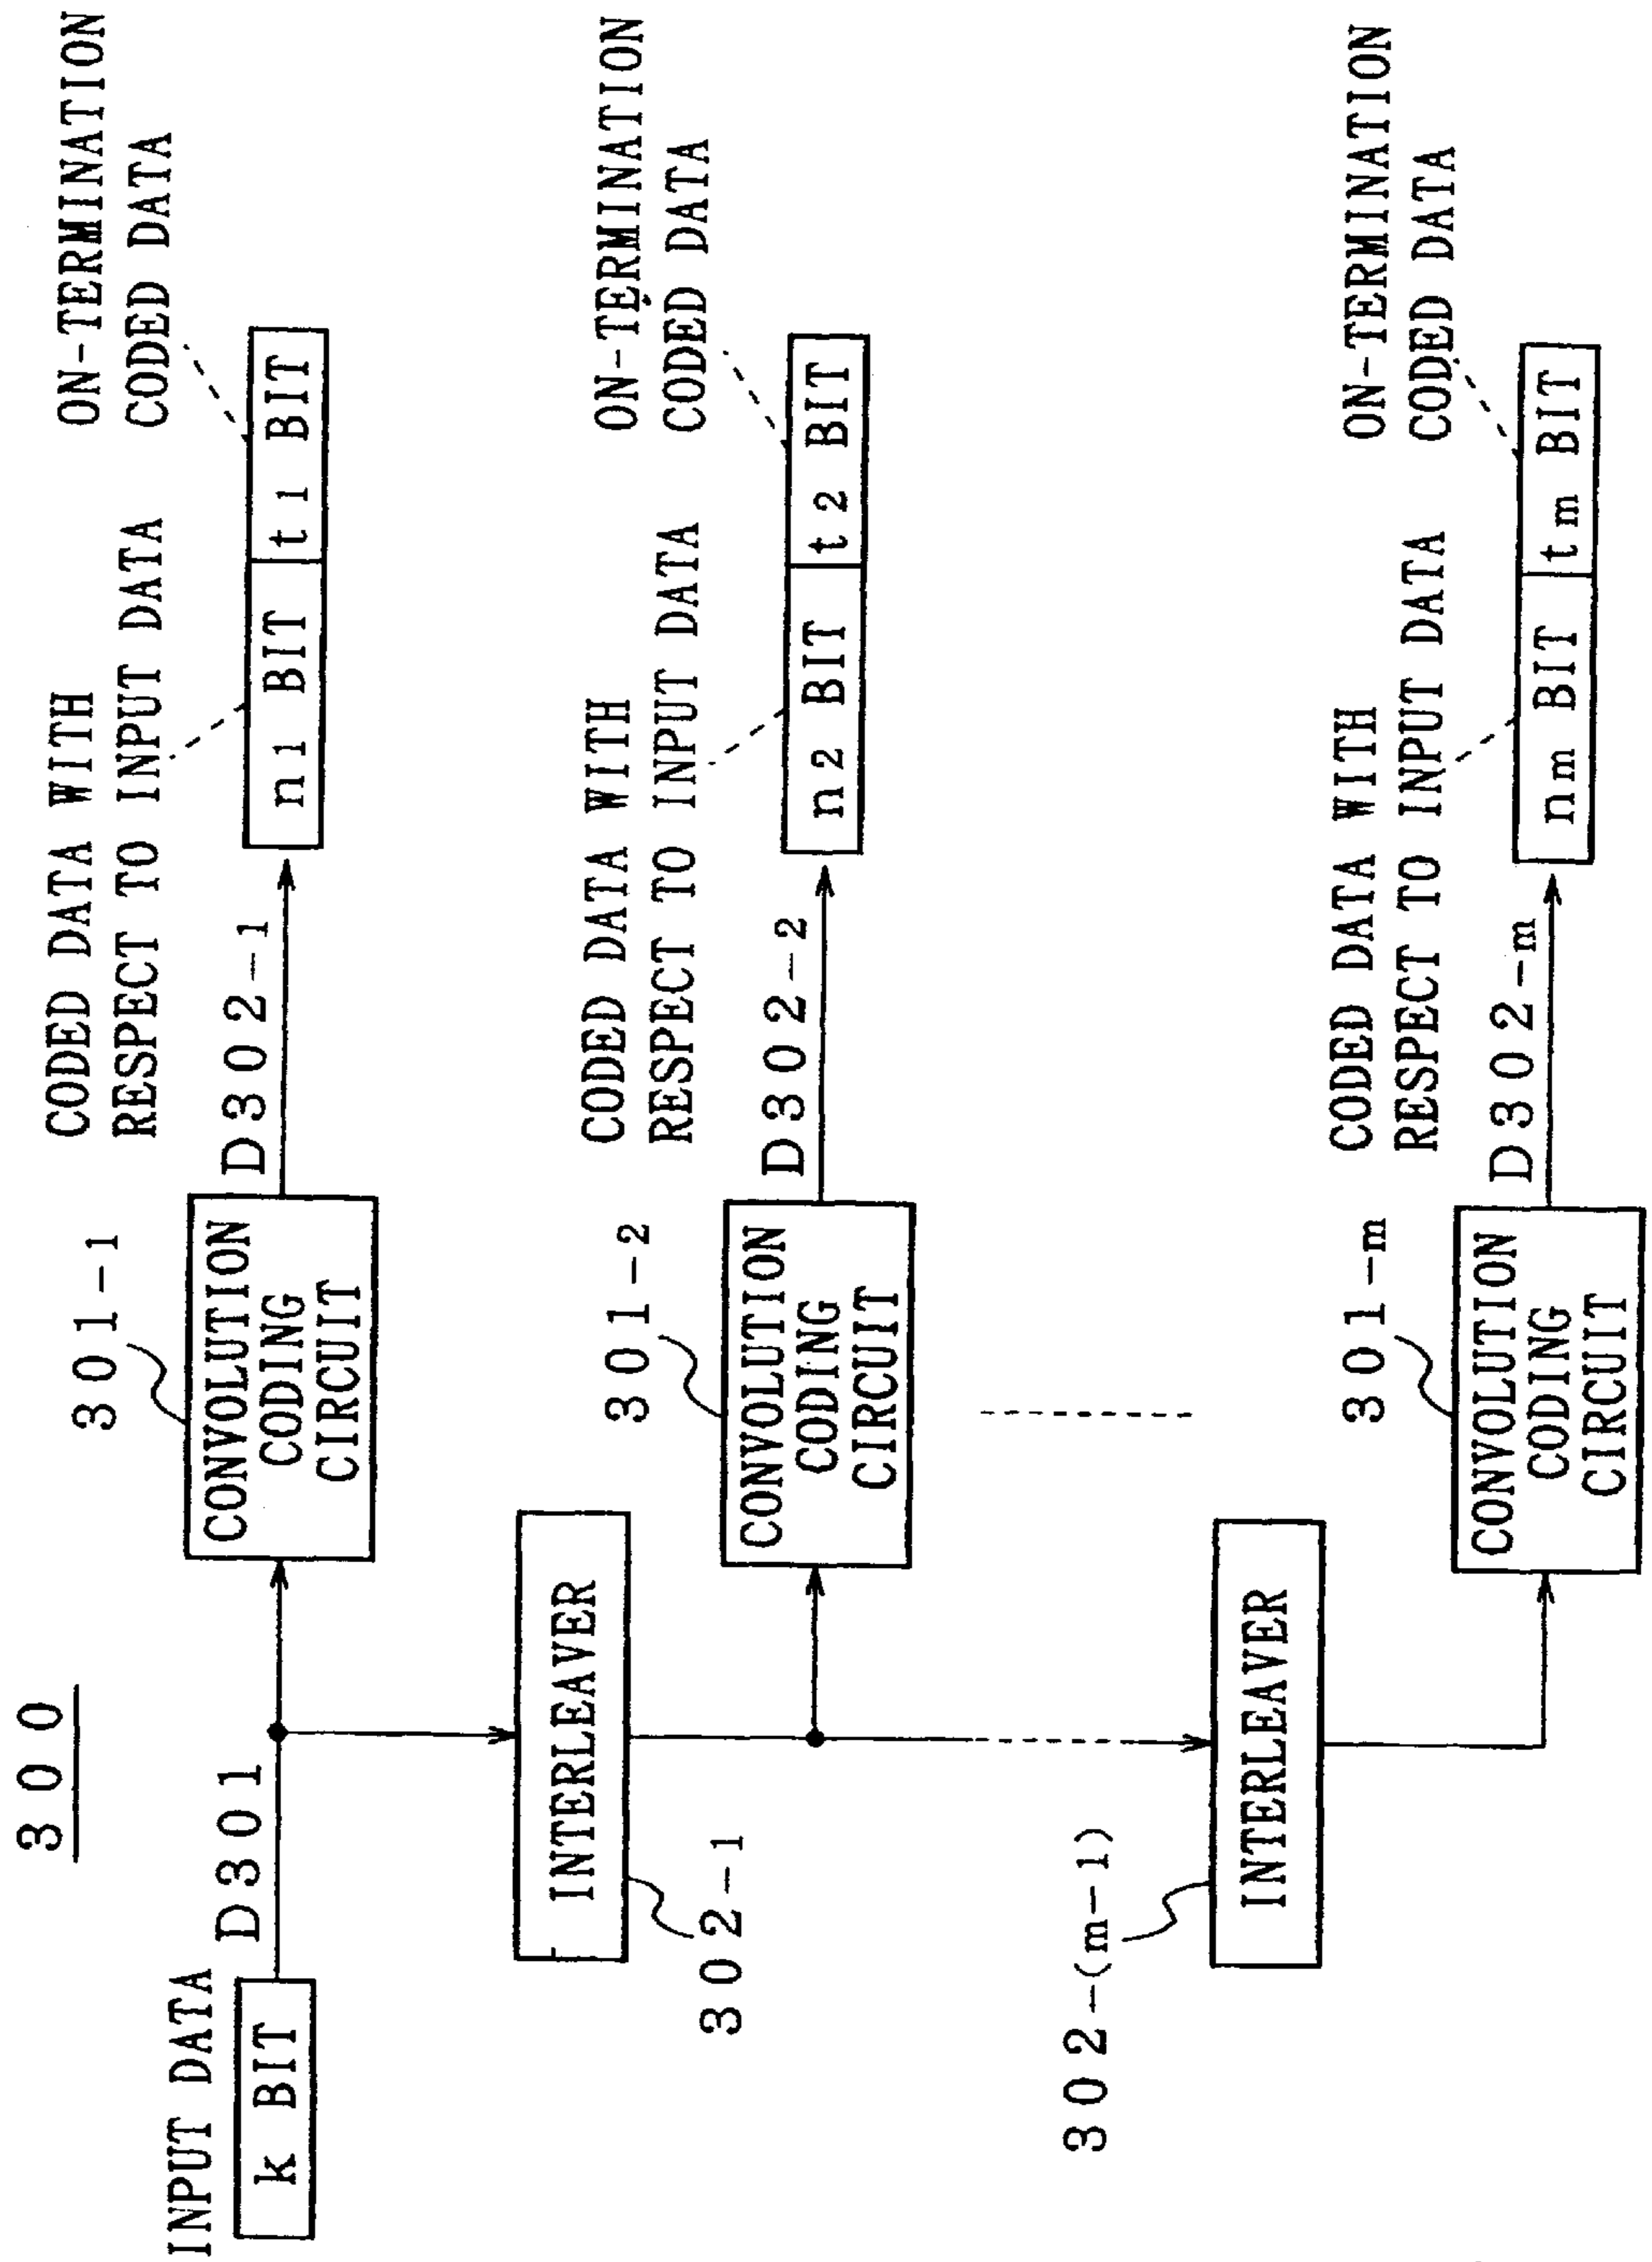 300
INPUT DATA
k BIT
D301
301-1
CONVOLUTION
CODING
CIRCUIT
D302-1
CODED DATA WITH
RESPECT TO INPUT DATA
ON-TERMINATION
CODED DATA
n1 BIT
t1 BIT
INTERLEAVER
302-1
301-2
CONVOLUTION
CODING
CIRCUIT
D302-2
CODED DATA WITH
RESPECT TO INPUT DATA
ON-TERMINATION
CODED DATA
n2 BIT
t2 BIT
302-(m-1)
INTERLEAVER
301-m
CONVOLUTION
CODING
CIRCUIT
D302-m
CODED DATA WITH
RESPECT TO INPUT DATA
ON-TERMINATION
CODED DATA
nm BIT
tm BIT